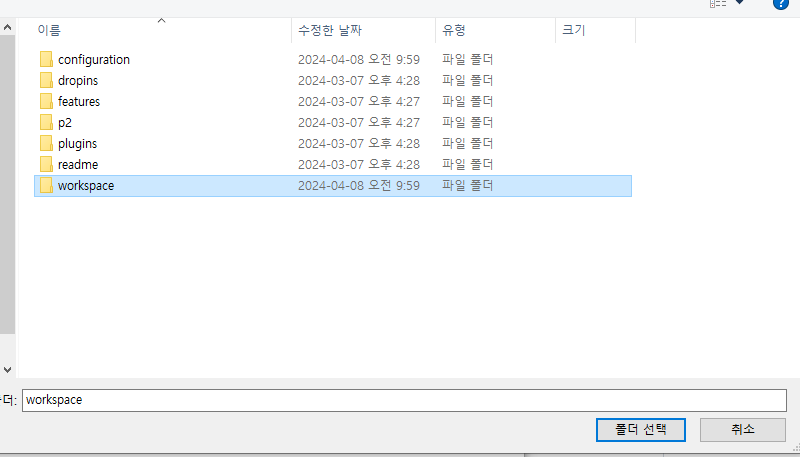 이름 수정한 날짜 유형 크기
configuration 2024-04-08 오전 9:59 파일 폴더
dropins 2024-03-07 오후 4:28 파일 폴더
features 2024-03-07 오후 4:27 파일 폴더
p2 2024-03-07 오후 4:27 파일 폴더
plugins 2024-03-07 오후 4:28 파일 폴더
readme 2024-03-07 오후 4:28 파일 폴더
workspace 2024-04-08 오전 9:59 파일 폴더
더: workspace
폴더 선택 취소